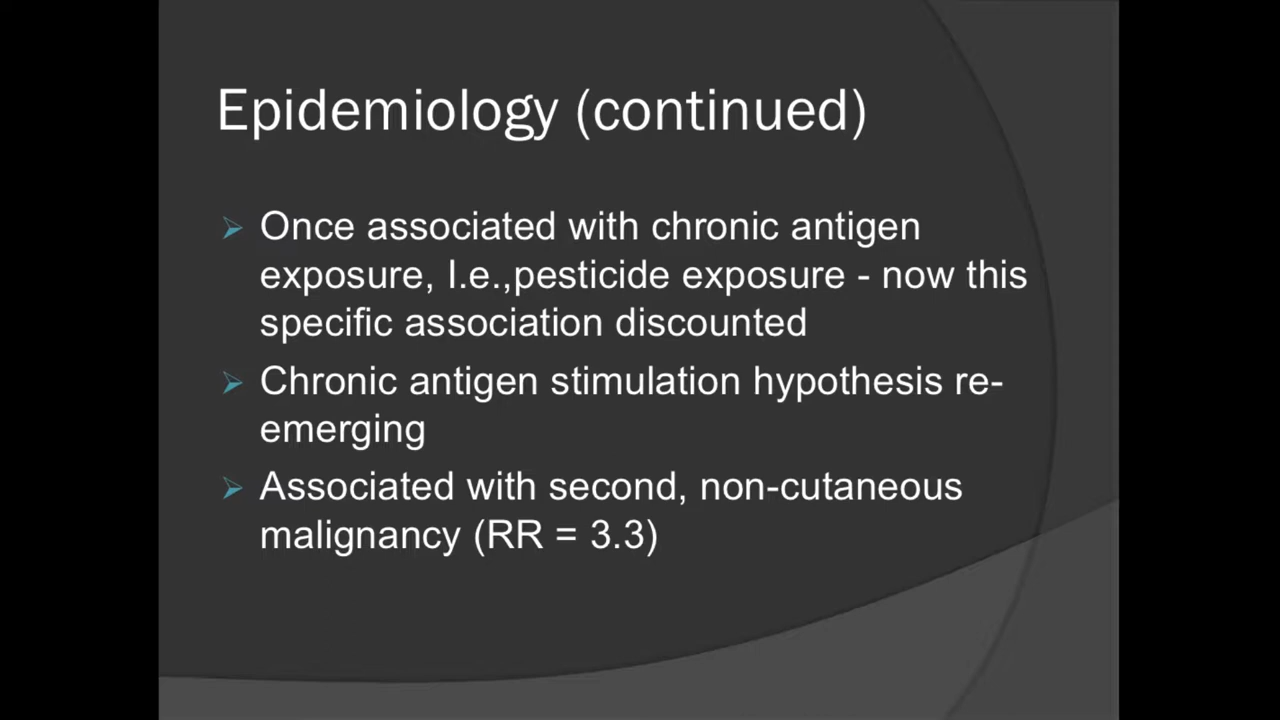 Epidemiology (continued)
Once associated with chronic antigen
exposure, I.e.,pesticide exposure - now this
specific association discounted
Chronic antigen stimulation hypothesis re-
emerging
Associated with second, non-cutaneous
malignancy (RR = 3.3)